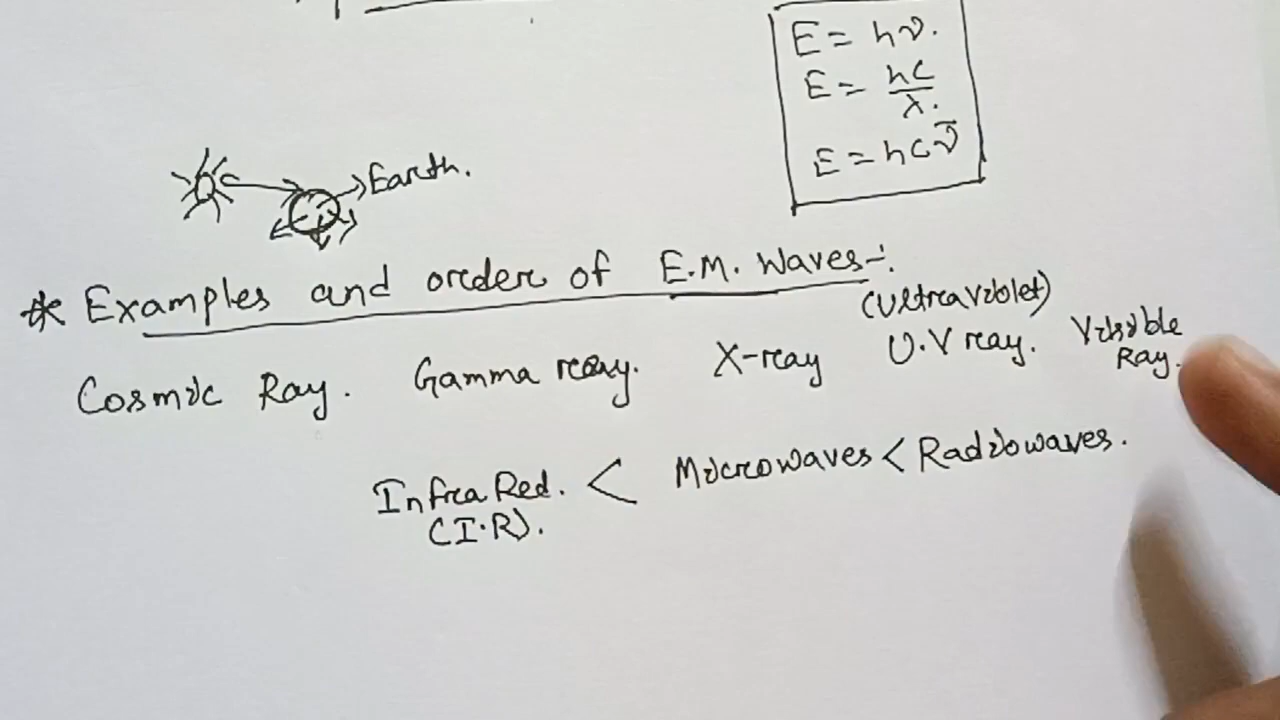 E = hν.
E = hC/λ.
E = hcν̄
Earth.
* Examples and order of E.M. Waves :-
(Ultraviolet)
Cosmic Ray. Gamma ray. X-ray U.V ray. Visible Ray.
Infra Red. < Microwaves < Radiowaves.
(I.R).